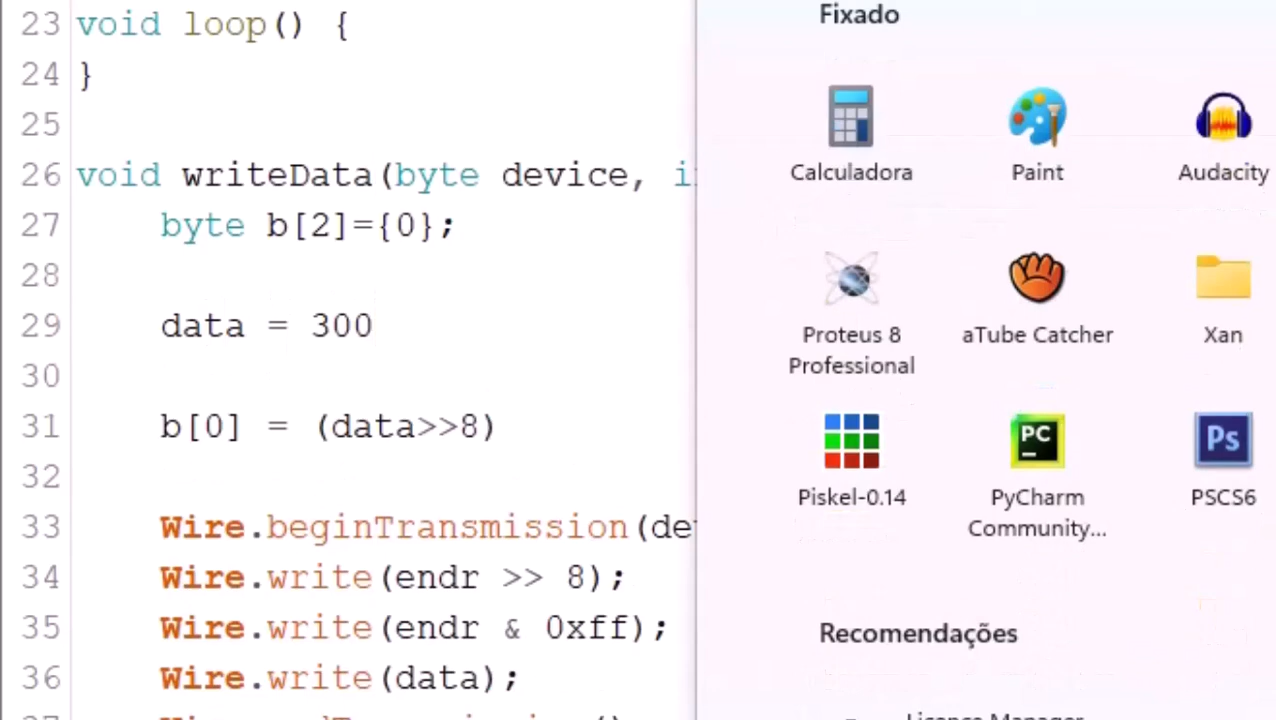 23 void loop() {
24 }
25
26 void writeData(byte device,
27 byte b[2]={0};
28
29 data = 300
30
31 b[0] = (data>>8)
32
33 Wire.beginTransmission(de
34 Wire.write(endr >> 8);
35 Wire.write(endr & 0xff);
36 Wire.write(data);
Fixado
Calculadora
Paint
Audacity
Proteus 8
Professional
aTube Catcher
Xan
PC
Ps
Piskel-0.14
PyCharm
Community...
PSCS6
Recomendações